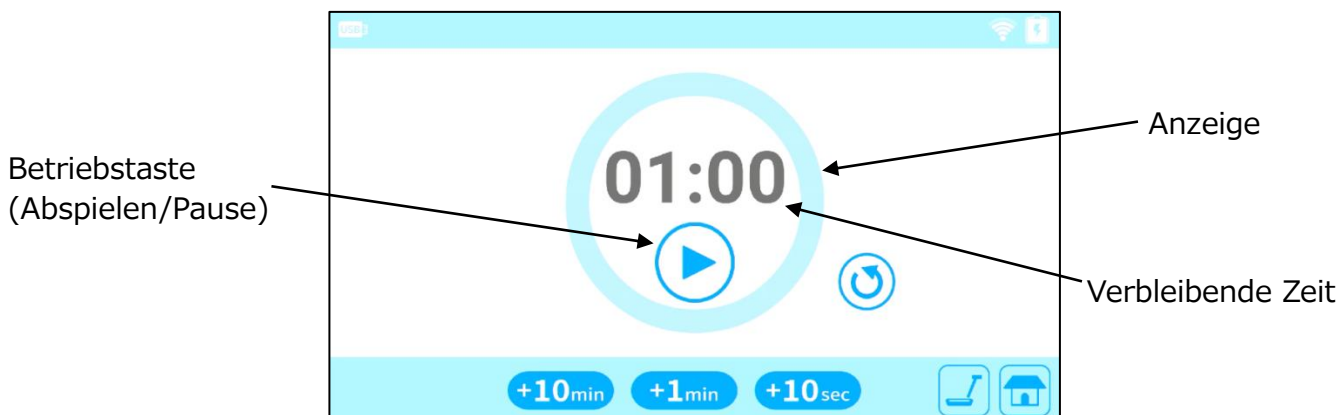 USB
Anzeige
Betriebstaste
(Abspielen/Pause)
01:00
Verbleibende Zeit
+10min +1min +10sec